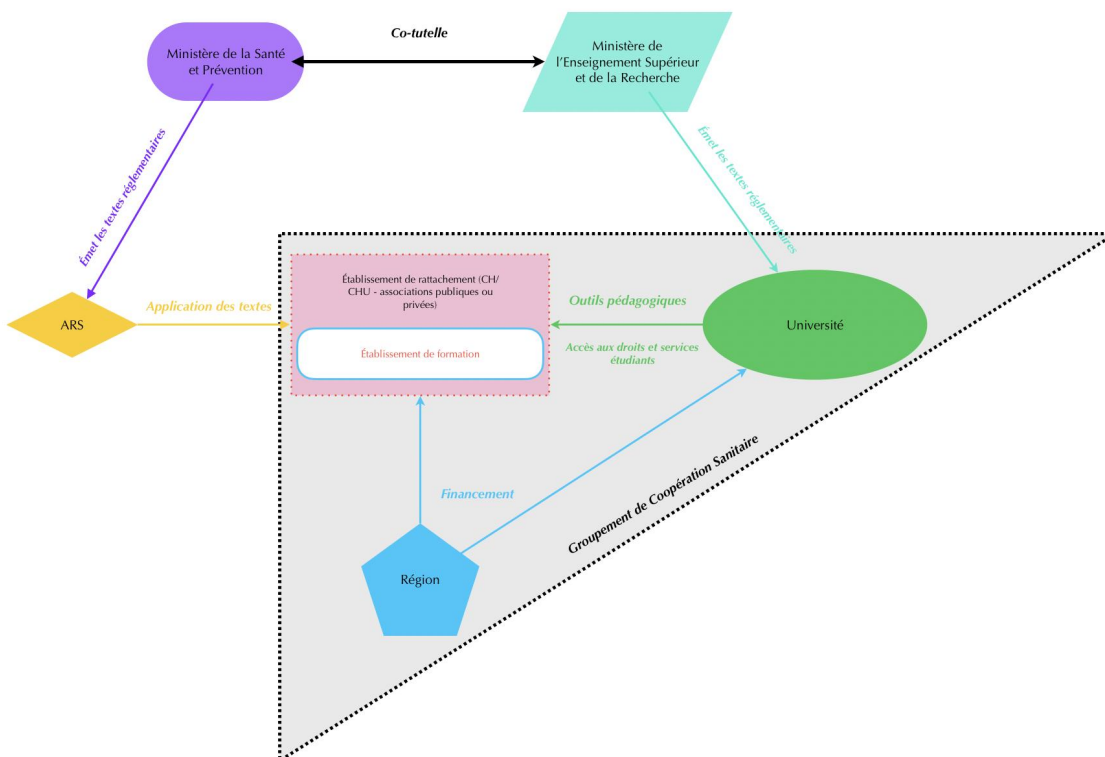 Co-tutelle
Ministère de la Santé
et Prévention
Ministère de
l'Enseignement Supérieur
et de la Recherche
Émet les textes réglementaires
Émet les textes réglementaires
Établissement de rattachement (CH/
CHU - associations publiques ou
privées)
Établissement de formation
ARS
Application des textes
Outils pédagogiques
Accès aux droits et services
étudiants
Université
Financement
Région
Groupement de Coopération Sanitaire